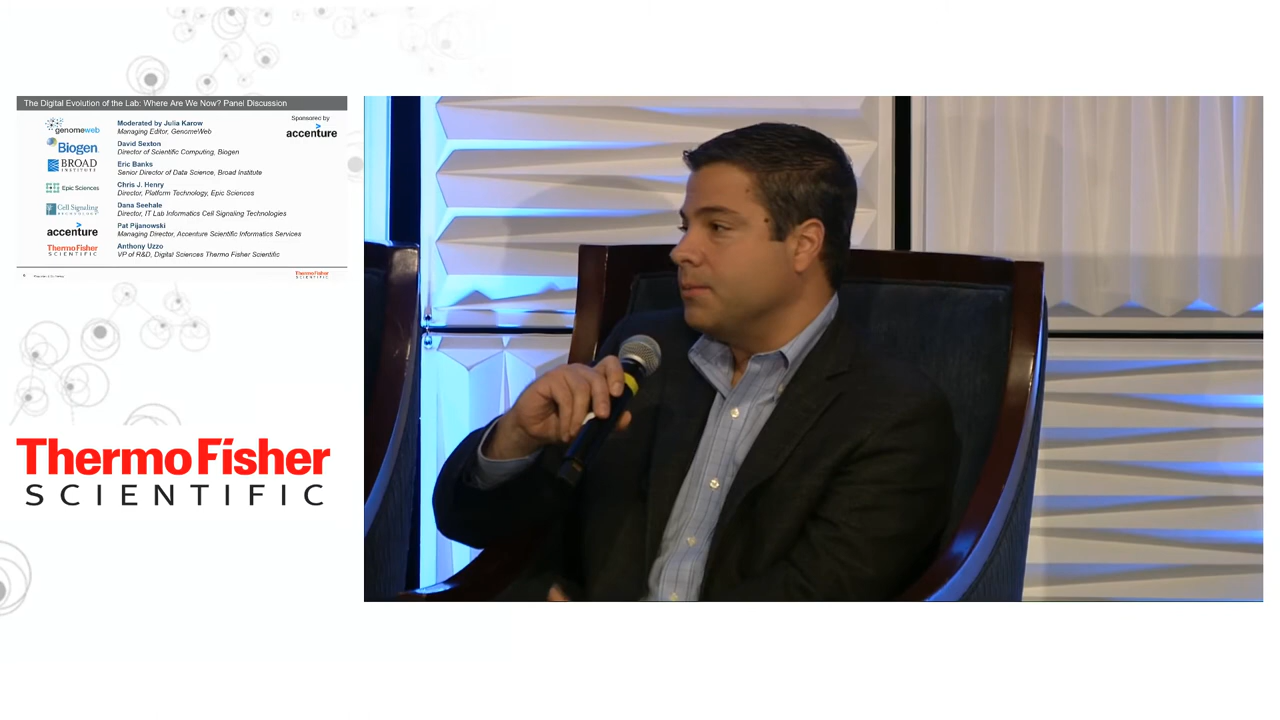 The Digital Evolution of the Lab: Where Are We Now? Panel Discussion
Sponsored by
accenture
genomeweb
Moderated by Julia Karow
Managing Editor, GenomeWeb
Biogen
David Sexton
Director of Scientific Computing, Biogen
BROAD
INSTITUTE
Eric Banks
Senior Director of Data Science, Broad Institute
Epic Sciences
Chris J. Henry
Director, Platform Technology, Epic Sciences
Cell Signaling
TECHNOLOGY
Dana Seehale
Director, IT Lab Informatics Cell Signaling Technologies
accenture
Pat Pijanowski
Managing Director, Accenture Scientific Informatics Services
ThermoFisher
SCIENTIFIC
Anthony Uzzo
VP of R&D, Digital Sciences Thermo Fisher Scientific
ThermoFisher
SCIENTIFIC
ThermoFisher
SCIENTIFIC